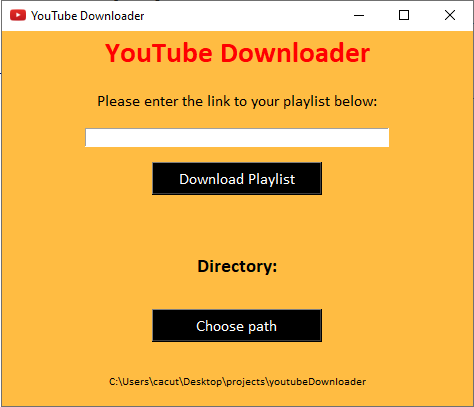 YouTube Downloader
YouTube Downloader
Please enter the link to your playlist below:
Download Playlist
Directory:
Choose path
C:\Users\cacut\Desktop\projects\youtubeDownloader